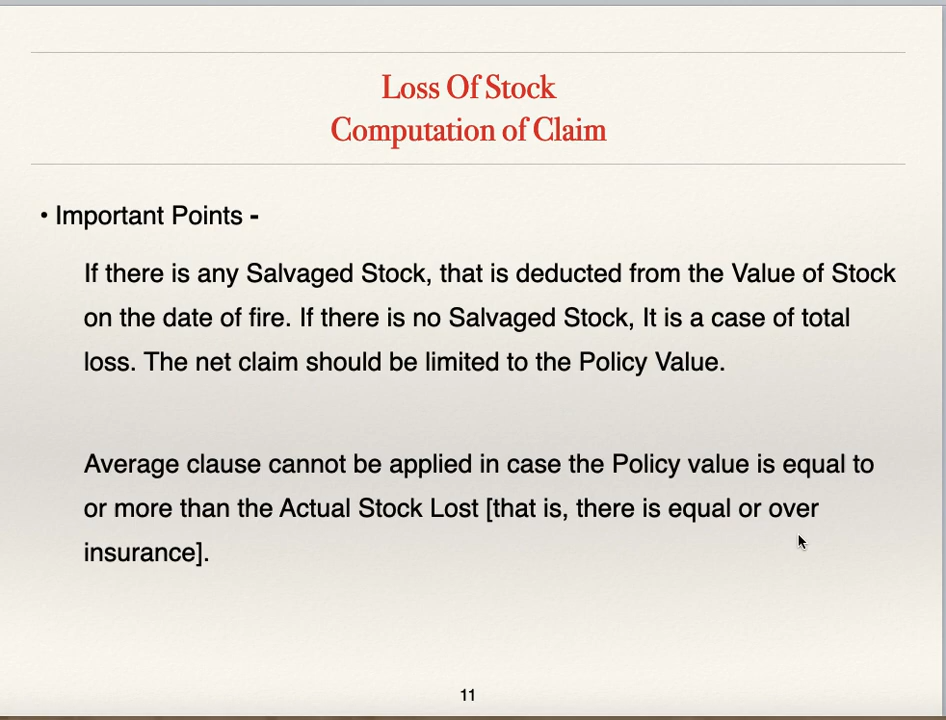 Loss Of Stock
Computation of Claim
• Important Points -
If there is any Salvaged Stock, that is deducted from the Value of Stock
on the date of fire. If there is no Salvaged Stock, It is a case of total
loss. The net claim should be limited to the Policy Value.
Average clause cannot be applied in case the Policy value is equal to
or more than the Actual Stock Lost [that is, there is equal or over
insurance].
11